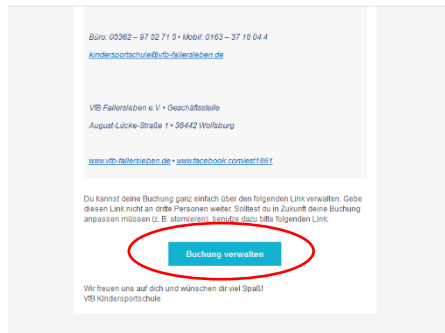 Büro: 05362 – 97 52 71 5 • Mobil: 0163 – 37 18 04 4
kindersportschule@vfb-fallersleben.de
VfB Fallersleben e.V. • Geschäftsstelle
August-Lücke-Straße 1 • 38442 Wolfsburg
www.vfb-fallersleben.de • www.facebook.com/est1861
Du kannst deine Buchung ganz einfach über den folgenden Link verwalten. Gebe
diesen Link nicht an dritte Personen weiter. Solltest du in Zukunft deine Buchung
anpassen müssen (z. B. stornieren), benutze dazu bitte folgenden Link:
Buchung verwalten
Wir freuen uns auf dich und wünschen dir viel Spaß!
VfB Kindersportschule